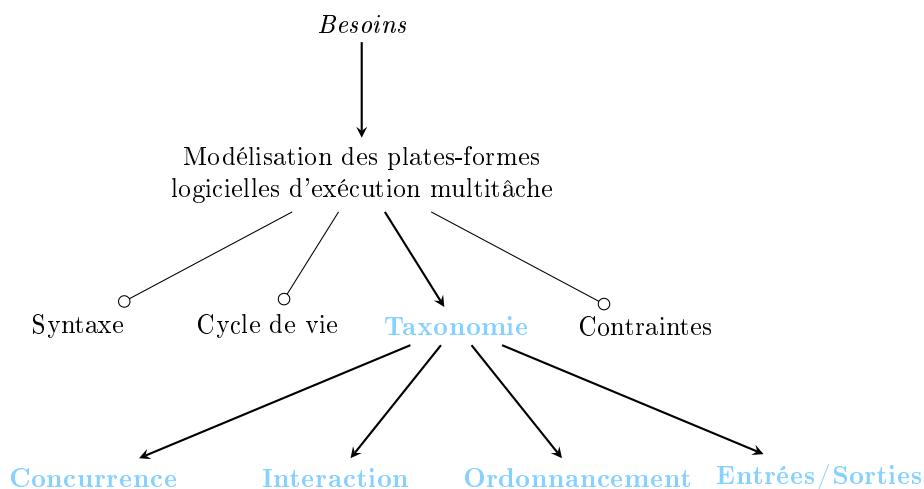 Besoins
Modélisation des plates-formes
logicielles d'exécution multitâche
Syntaxe
Cycle de vie
Taxonomie
Contraintes
Concurrence
Interaction
Ordonnancement
Entrées/Sorties